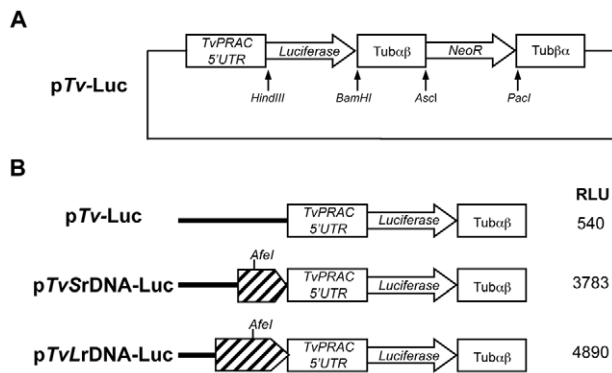 A
TvPRAC
5'UTR
Luciferase
Tubαβ
NeoR
Tubβα
pTv-Luc
HindIII
BamHI
AscI
PacI
B
RLU
pTv-Luc
TvPRAC
5'UTR
Luciferase
Tubαβ
540
AfeI
pTvSrDNA-Luc
TvPRAC
5'UTR
Luciferase
Tubαβ
3783
AfeI
pTvLrDNA-Luc
TvPRAC
5'UTR
Luciferase
Tubαβ
4890